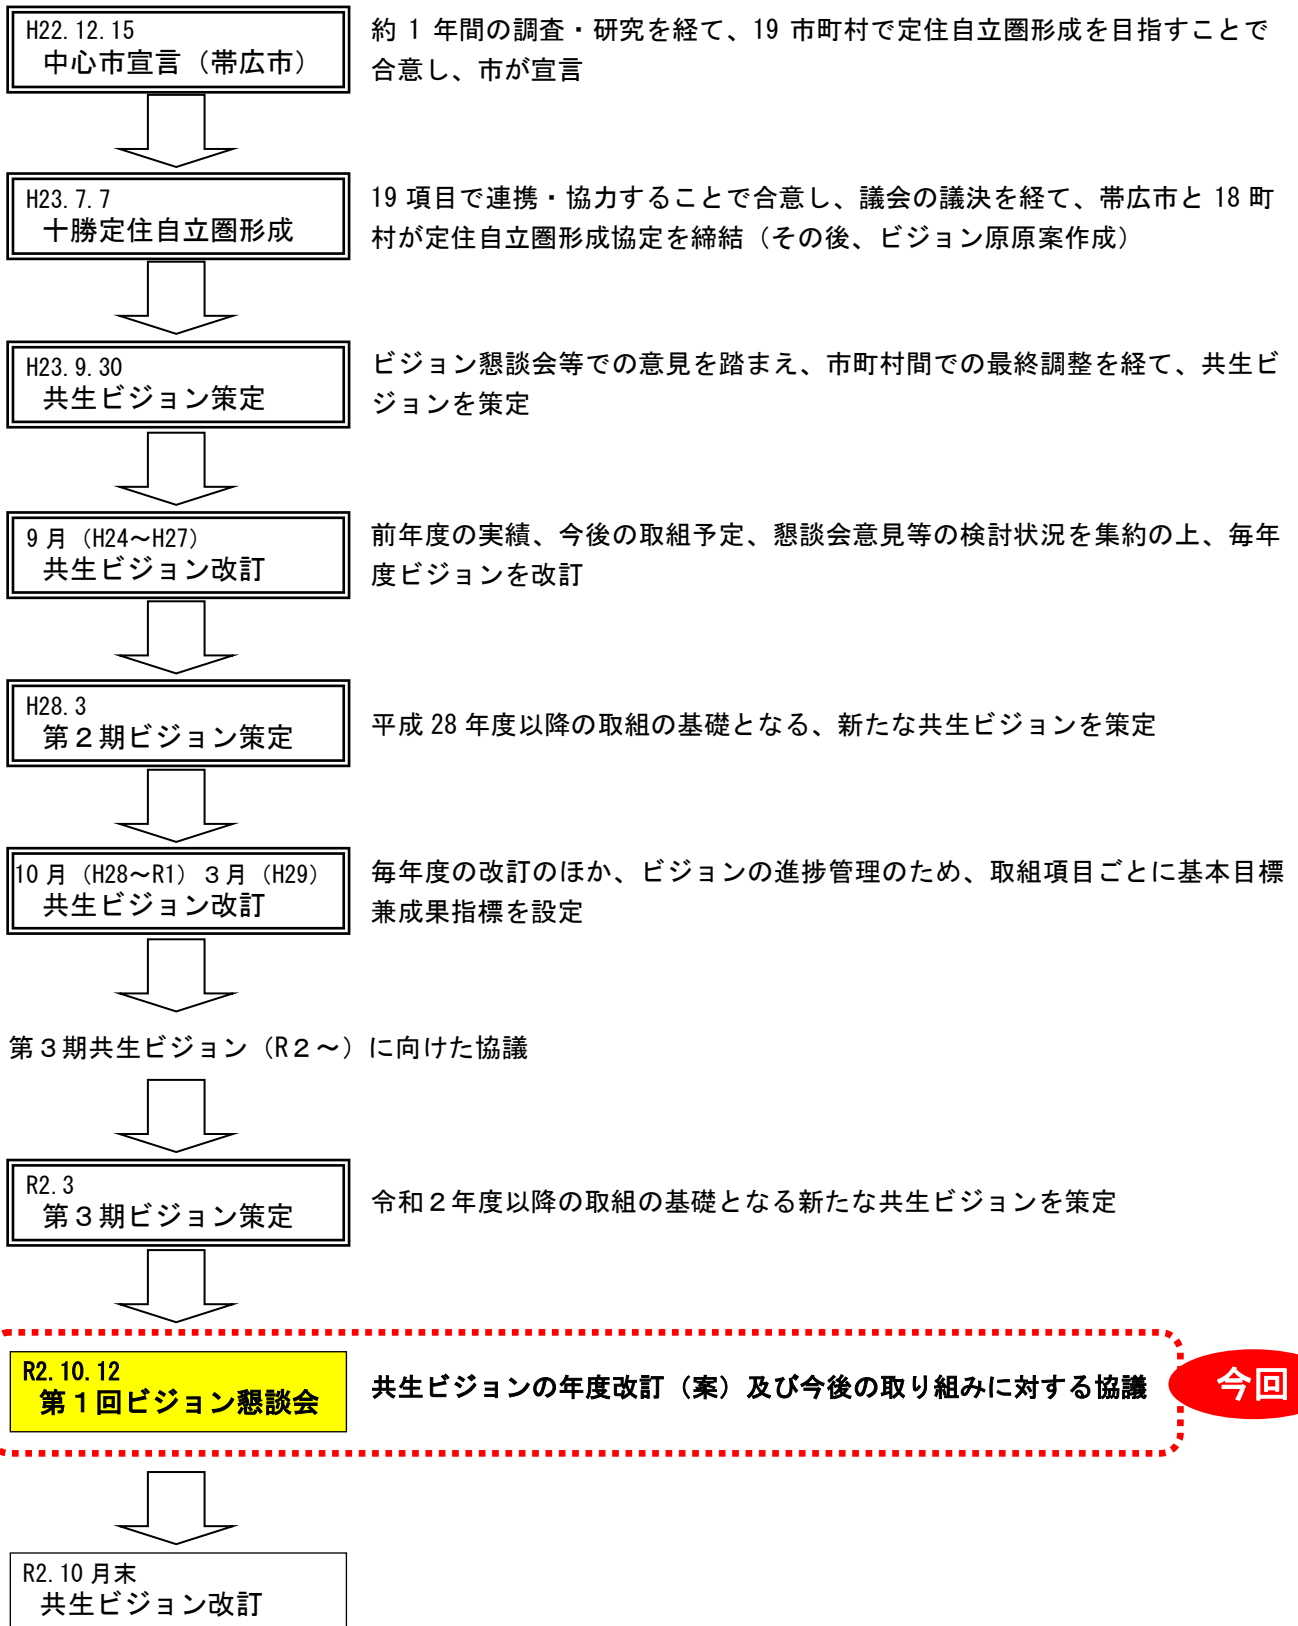 H22.12.15
中心市宣言（帯広市）
約 1 年間の調査・研究を経て、19 市町村で定住自立圏形成を目指すことで
合意し、市が宣言
H23.7.7
十勝定住自立圏形成
19 項目で連携・協力することで合意し、議会の議決を経て、帯広市と 18 町
村が定住自立圏形成協定を締結（その後、ビジョン原原案作成）
H23.9.30
共生ビジョン策定
ビジョン懇談会等での意見を踏まえ、市町村間での最終調整を経て、共生ビ
ジョンを策定
9 月（H24～H27）
共生ビジョン改訂
前年度の実績、今後の取組予定、懇談会意見等の検討状況を集約の上、毎年
度ビジョンを改訂
H28.3
第２期ビジョン策定
平成 28 年度以降の取組の基礎となる、新たな共生ビジョンを策定
10 月（H28～R1）３月（H29）
共生ビジョン改訂
毎年度の改訂のほか、ビジョンの進捗管理のため、取組項目ごとに基本目標
兼成果指標を設定
第３期共生ビジョン（R２～）に向けた協議
R2.3
第３期ビジョン策定
令和２年度以降の取組の基礎となる新たな共生ビジョンを策定
R2.10.12
第１回ビジョン懇談会
共生ビジョンの年度改訂（案）及び今後の取り組みに対する協議
今回
R2.10 月末
共生ビジョン改訂